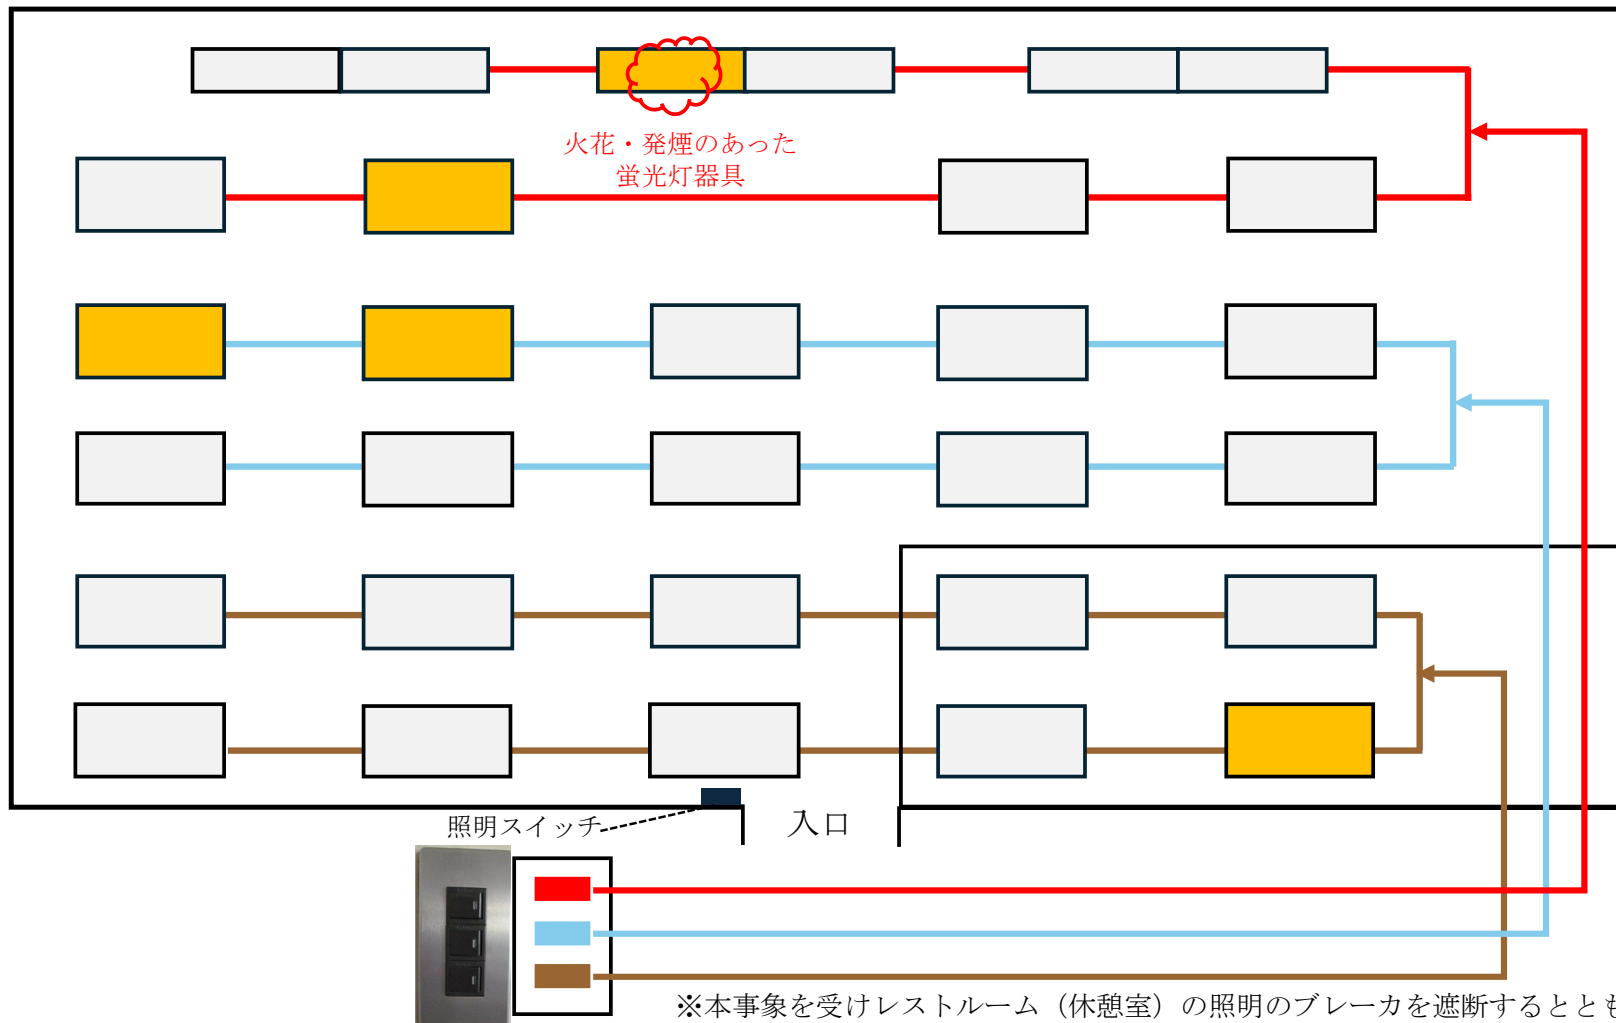 火花・発煙のあった
蛍光灯器具
照明スイッチ
入口
※本事象を受けレストルーム（休憩室）の照明のブレーカを遮断するととも